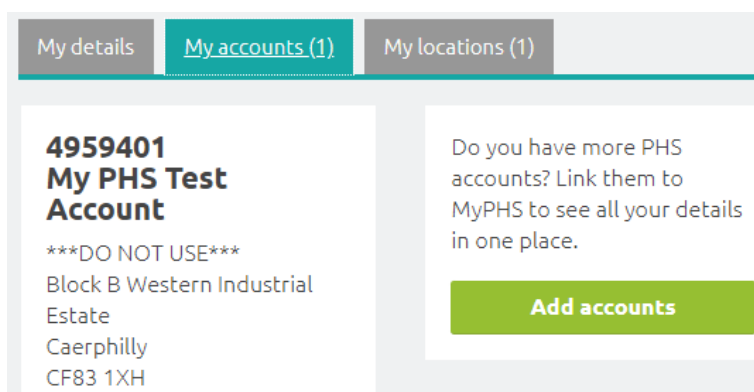 My details
My accounts (1)
My locations (1)
4959401
My PHS Test
Account
***DO NOT USE***
Block B Western Industrial
Estate
Caerphilly
CF83 1XH
Do you have more PHS
accounts? Link them to
MyPHS to see all your details
in one place.
Add accounts